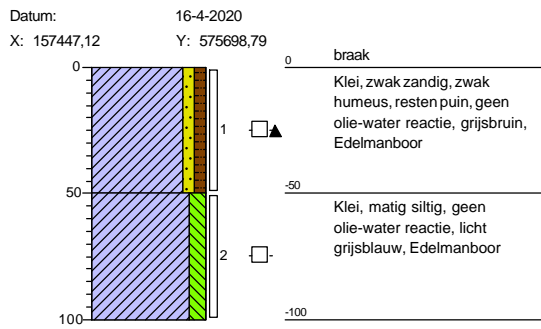 Datum: 16-4-2020
X: 157447,12 Y: 575698,79
0
0
braak
Klei, zwak zandig, zwak
humeus, resten puin, geen
olie-water reactie, grijsbruin,
Edelmanboor
1
50
-50
Klei, matig siltig, geen
olie-water reactie, licht
grijsblauw, Edelmanboor
2
100
-100